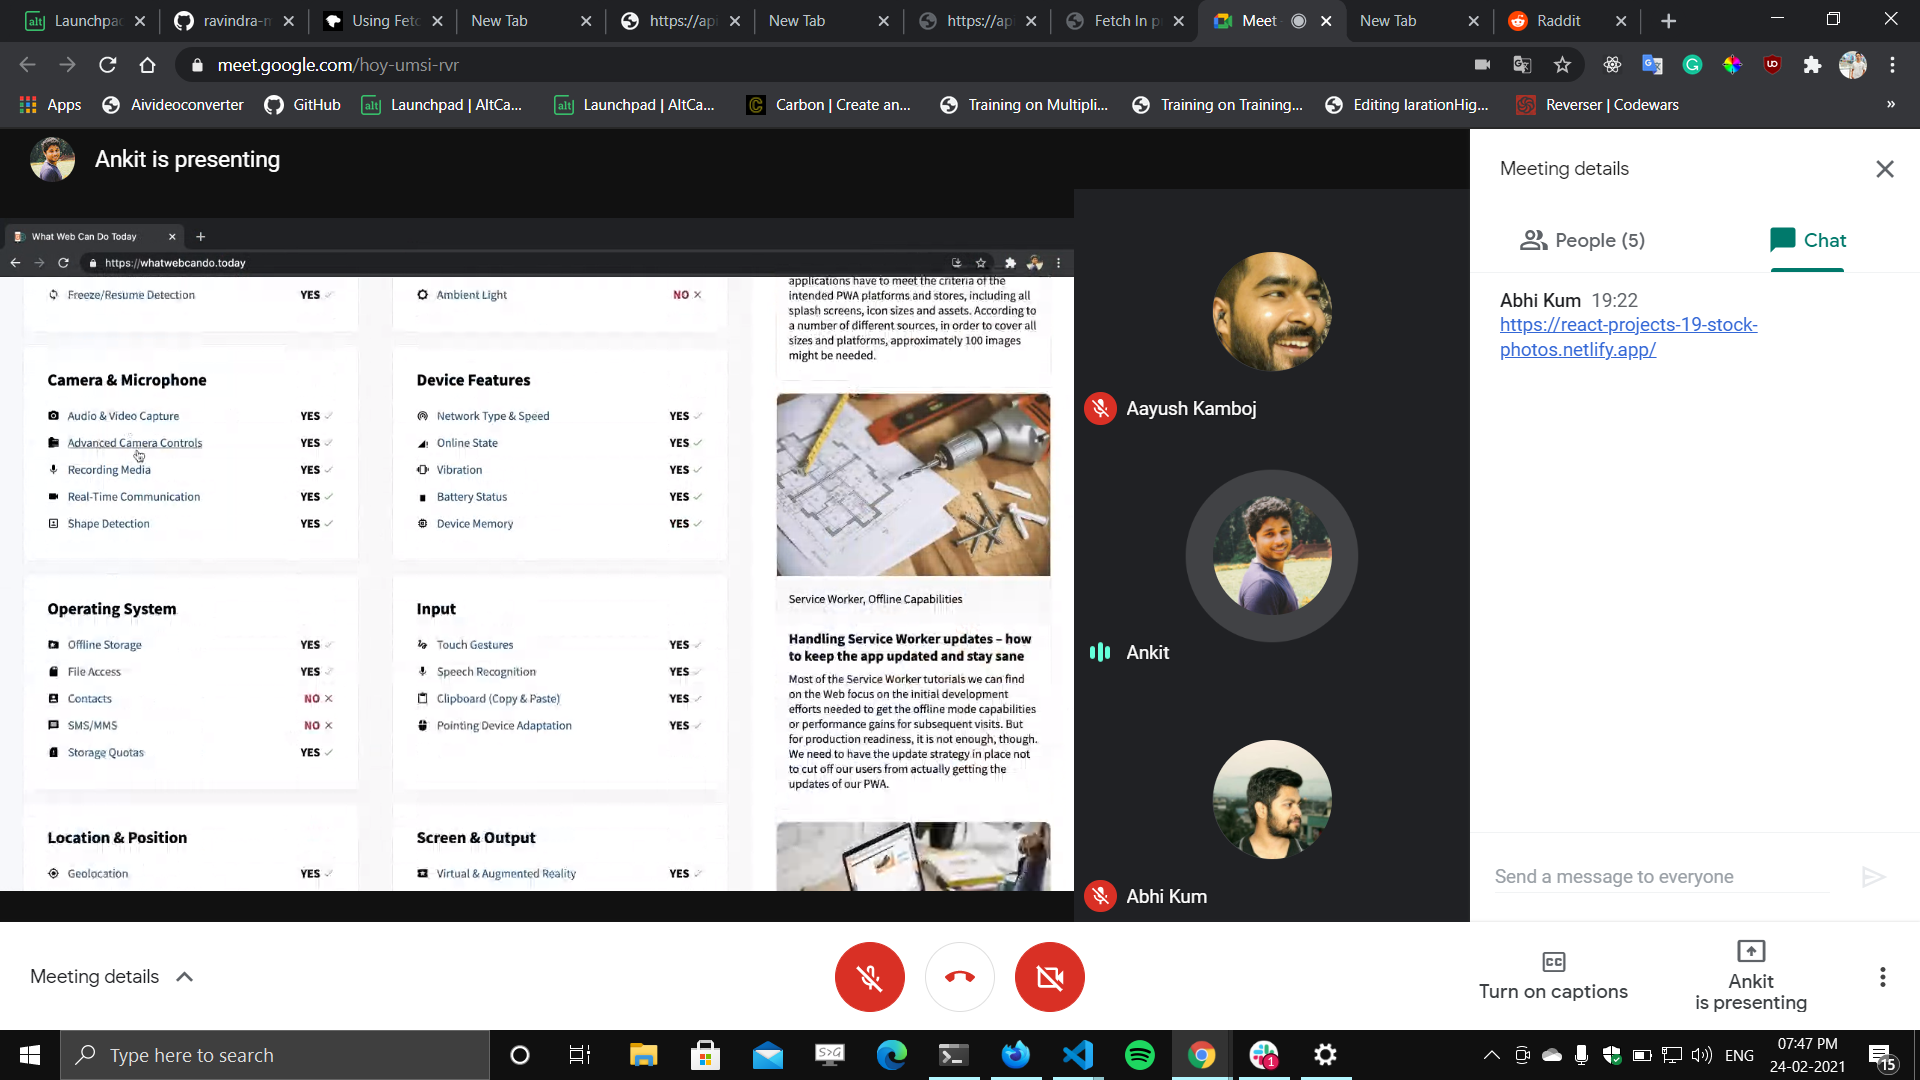 Launchpad
ravindra-m
Using Fetc
New Tab
https://api
New Tab
https://api
Fetch In p
Meet
New Tab
Raddit
meet.google.com/hoy-umsi-rvr
Apps
Aivideoconverter
GitHub
Launchpad | AltCa...
Launchpad | AltCa...
Carbon | Create an...
Training on Multipli...
Training on Training...
Editing larationHig...
Reverser | Codewars
»
Ankit is presenting
What Web Can Do Today
https://whatwebcando.today
Freeze/Resume Detection YES
Camera & Microphone
Audio & Video Capture YES
Advanced Camera Controls YES
Recording Media YES
Real-Time Communication YES
Shape Detection YES
Operating System
Offline Storage YES
File Access YES
Contacts NO
SMS/MMS NO
Storage Quotas YES
Location & Position
Geolocation YES
Ambient Light NO
Device Features
Network Type & Speed YES
Online State YES
Vibration YES
Battery Status YES
Device Memory YES
Input
Touch Gestures YES
Speech Recognition YES
Clipboard (Copy & Paste) YES
Pointing Device Adaptation YES
Screen & Output
Virtual & Augmented Reality YES
applications have to meet the criteria of the
intended PWA platforms and stores, including all
splash screens, icon sizes and assets. According to
a number of different sources, in order to cover all
sizes and platforms, approximately 100 images
might be needed.
Service Worker, Offline Capabilities
Handling Service Worker updates – how
to keep the app updated and stay sane
Most of the Service Worker tutorials we can find
on the Web focus on the initial development
efforts needed to get the offline mode capabilities
or performance gains for subsequent visits. But
for production readiness, it is not enough, though.
We need to have the update strategy in place not
to cut off our users from actually getting the
updates of our PWA.
Aayush Kamboj
Ankit
Abhi Kum
Meeting details
People (5)
Chat
Abhi Kum 19:22
https://react-projects-19-stock-
photos.netlify.app/
Send a message to everyone
Meeting details
CC
Turn on captions
Ankit
is presenting
Type here to search
S>G
1
ENG
07:47 PM
24-02-2021
15